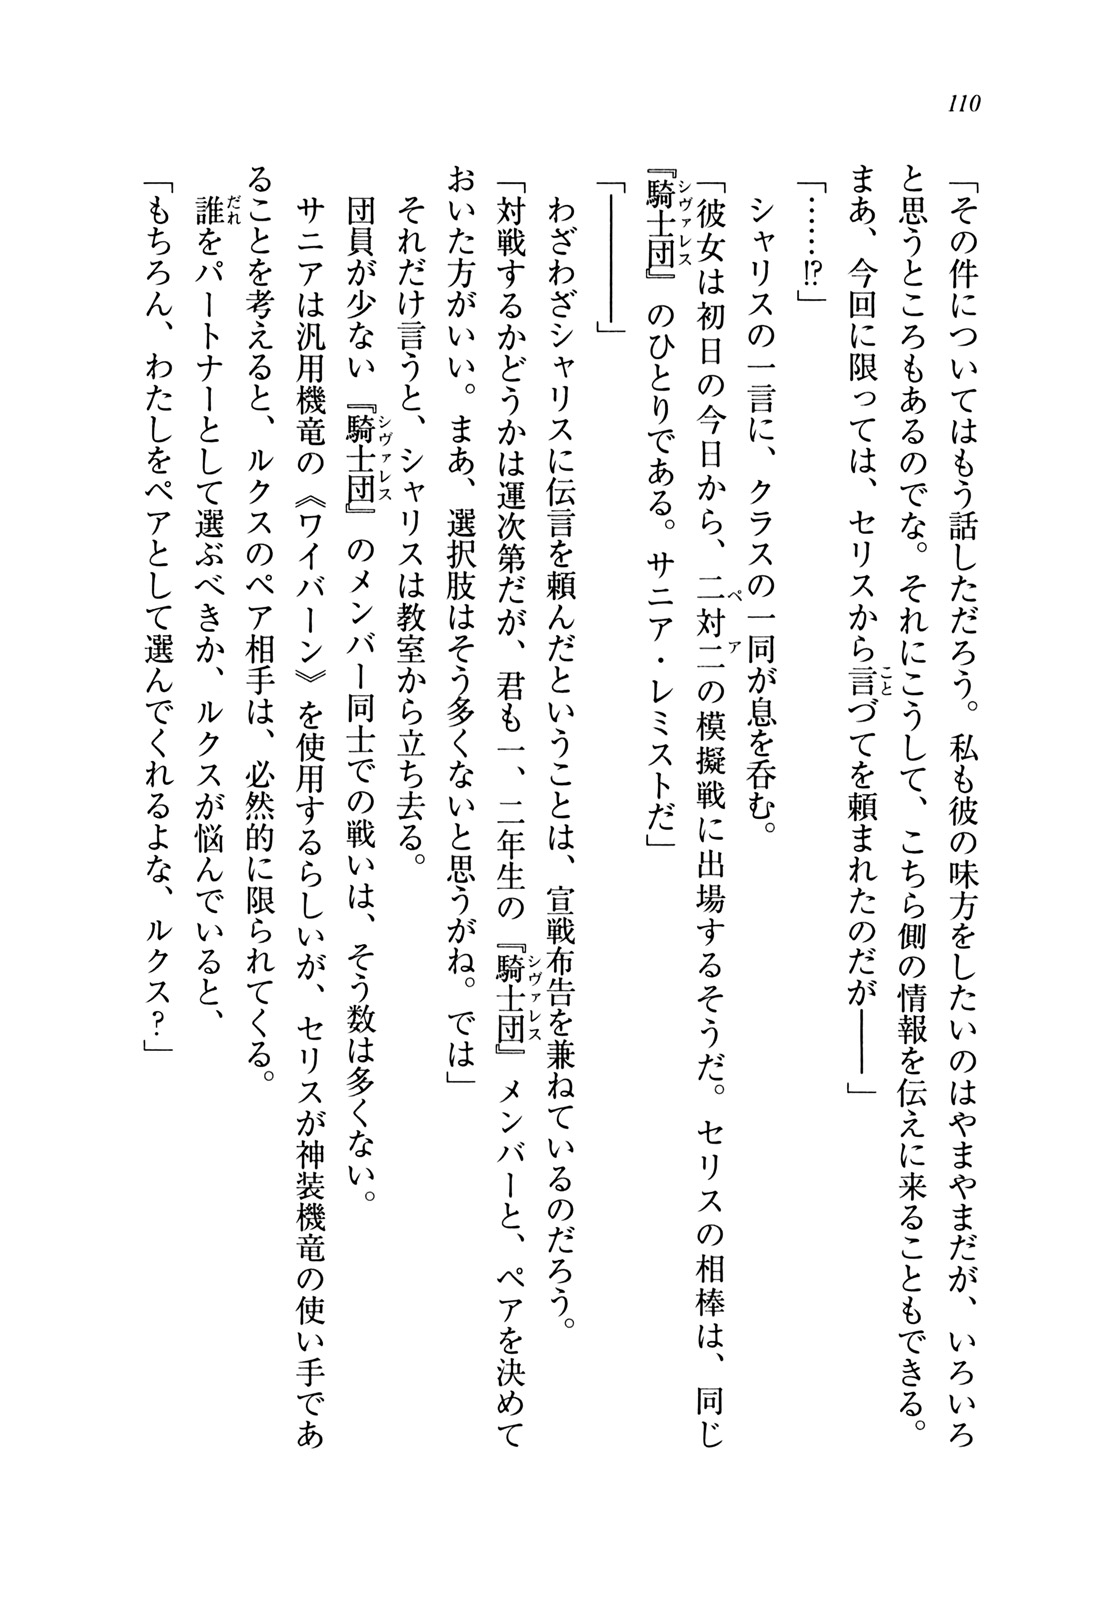 110
「その件についてはもう話しただろう。私も彼の味方をしたいのはやまやまだが、いろいろ
と思うところもあるのでな。それにこうして、こちら側の情報を伝えに来ることもできる。
まあ、今回に限っては、セリスから言づてを頼まれたのだが――」
「……!?」
シャリスの一言に、クラスの一同が息を呑む。
「彼女は初日の今日から、二対二の模擬戦に出場するそうだ。セリスの相棒は、同じ
『騎士団』のひとりである。サニア・レミストだ」
「――――」
わざわざシャリスに伝言を頼んだということは、宣戦布告を兼ねているのだろう。
「対戦するかどうかは運次第だが、君も一、二年生の『騎士団』メンバーと、ペアを決めて
おいた方がいい。まあ、選択肢はそう多くないと思うがね。では」
それだけ言うと、シャリスは教室から立ち去る。
団員が少ない『騎士団』のメンバー同士での戦いは、そう数は多くない。
サニアは汎用機竜の《ワイバーン》を使用するらしいが、セリスが神装機竜の使い手であ
ることを考えると、ルクスのペア相手は、必然的に限られてくる。
誰をパートナーとして選ぶべきか、ルクスが悩んでいると、
「もちろん、わたしをペアとして選んでくれるよな、ルクス？」